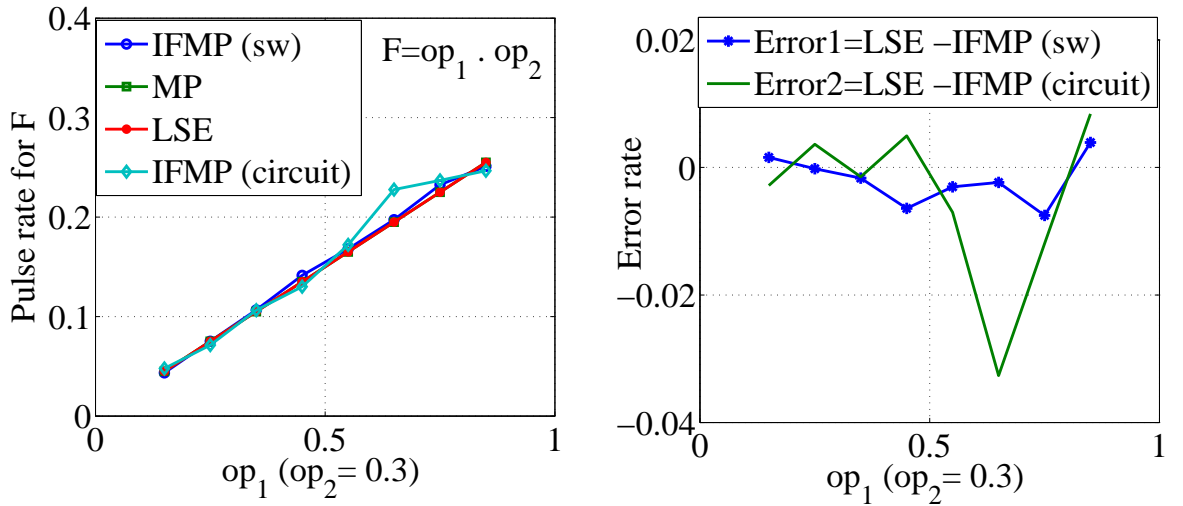 0.4
IFMP (sw)
MP
LSE
IFMP (circuit)
F=op1 . op2
0.3
0.2
0.1
0
0
0.5
1
Pulse rate for F
op1 (op2= 0.3)
Error1=LSE −IFMP (sw)
Error2=LSE −IFMP (circuit)
0.02
0
−0.02
−0.04
0
0.5
1
Error rate
op1 (op2= 0.3)